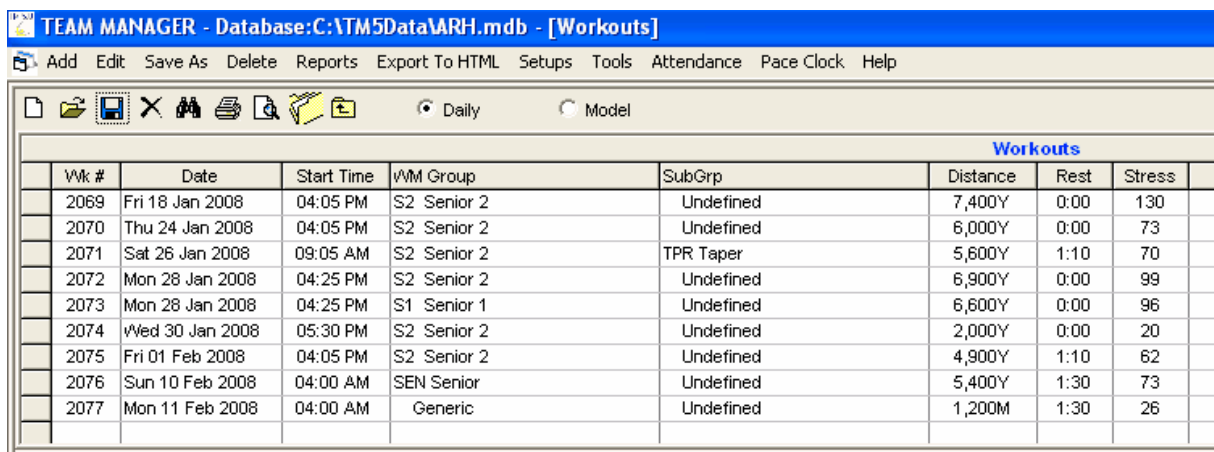 TEAM MANAGER - Database:C:\TM5Data\ARH.mdb - [Workouts]
Add Edit Save As Delete Reports Export To HTML Setups Tools Attendance Pace Clock Help
Daily Model
Workouts
Wk # Date Start Time WM Group SubGrp Distance Rest Stress
2069 Fri 18 Jan 2008 04:05 PM S2 Senior 2 Undefined 7,400Y 0:00 130
2070 Thu 24 Jan 2008 04:05 PM S2 Senior 2 Undefined 6,000Y 0:00 73
2071 Sat 26 Jan 2008 09:05 AM S2 Senior 2 TPR Taper 5,600Y 1:10 70
2072 Mon 28 Jan 2008 04:25 PM S2 Senior 2 Undefined 6,900Y 0:00 99
2073 Mon 28 Jan 2008 04:25 PM S1 Senior 1 Undefined 6,600Y 0:00 96
2074 Wed 30 Jan 2008 05:30 PM S2 Senior 2 Undefined 2,000Y 0:00 20
2075 Fri 01 Feb 2008 04:05 PM S2 Senior 2 Undefined 4,900Y 1:10 62
2076 Sun 10 Feb 2008 04:00 AM SEN Senior Undefined 5,400Y 1:30 73
2077 Mon 11 Feb 2008 04:00 AM Generic Undefined 1,200M 1:30 26